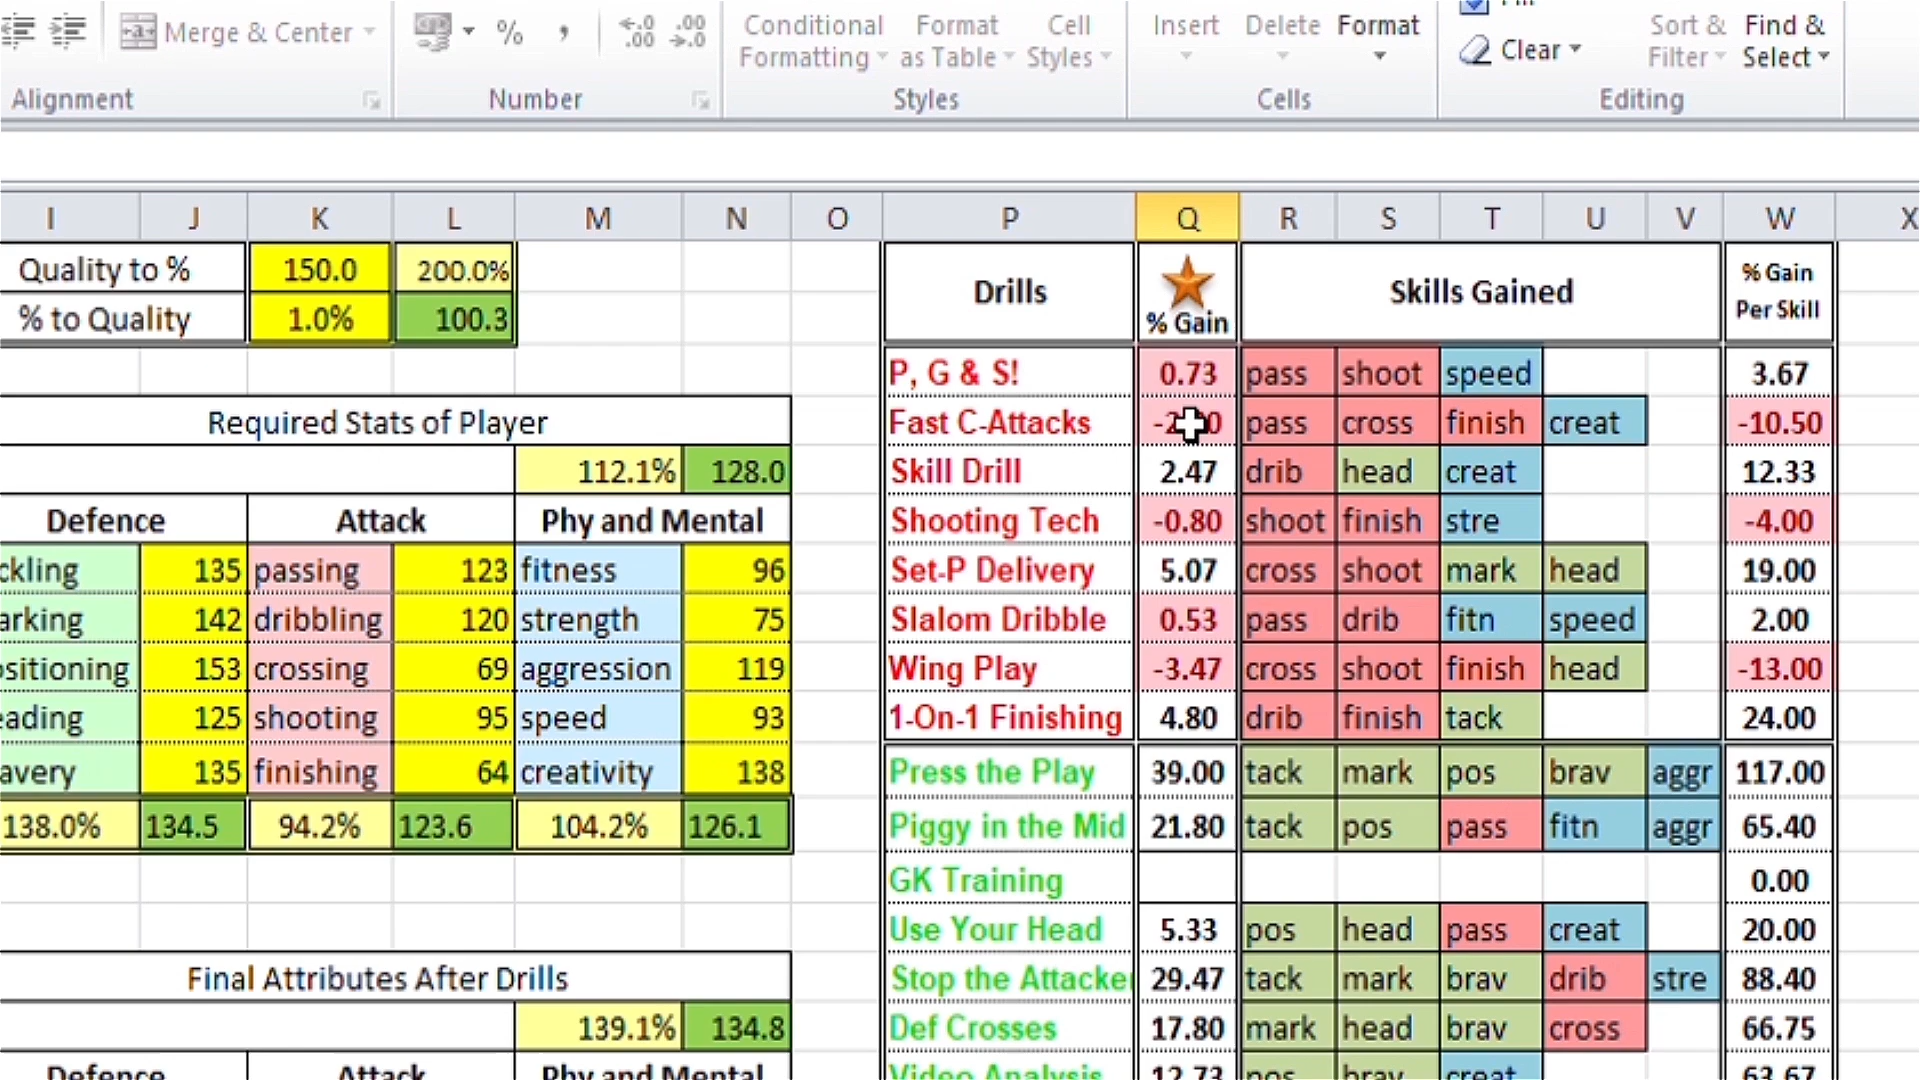 Merge & Center % , Conditional Format Cell Insert Delete Format Clear Sort & Find &
Formatting as Table Styles Filter Select
Alignment Number Styles Cells Editing
I J K L M N O P Q R S T U V W X
Quality to % 150.0 200.0% Drills % Gain Skills Gained % Gain Per Skill
% to Quality 1.0% 100.3
P, G & S! 0.73 pass shoot speed 3.67
Required Stats of Player Fast C-Attacks pass cross finish creat -10.50
112.1% 128.0 Skill Drill 2.47 drib head creat 12.33
Defence Attack Phy and Mental Shooting Tech -0.80 shoot finish stre -4.00
ckling 135 passing 123 fitness 96 Set-P Delivery 5.07 cross shoot mark head 19.00
arking 142 dribbling 120 strength 75 Slalom Dribble 0.53 pass drib fitn speed 2.00
ositioning 153 crossing 69 aggression 119 Wing Play -3.47 cross shoot finish head -13.00
eading 125 shooting 95 speed 93 1-On-1 Finishing 4.80 drib finish tack 24.00
avery 135 finishing 64 creativity 138 Press the Play 39.00 tack mark pos brav aggr 117.00
138.0% 134.5 94.2% 123.6 104.2% 126.1 Piggy in the Mid 21.80 tack pos pass fitn aggr 65.40
GK Training 0.00
Use Your Head 5.33 pos head pass creat 20.00
Final Attributes After Drills Stop the Attacker 29.47 tack mark brav drib stre 88.40
139.1% 134.8 Def Crosses 17.80 mark head brav cross 66.75
Defence Attack Phy and Mental Video Analysis 12.73 pos brav creat 63.67